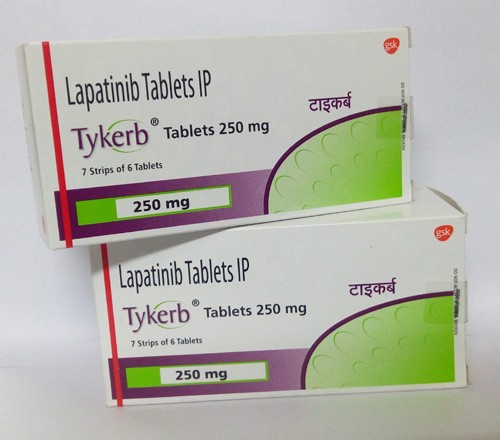 gsk
Lapatinib Tablets IP
टाइकर्ब
Tykerb® Tablets 250 mg
7 Strips of 6 Tablets
250 mg
gsk
Lapatinib Tablets IP
टाइकर्ब
Tykerb® Tablets 250 mg
7 Strips of 6 Tablets
250 mg